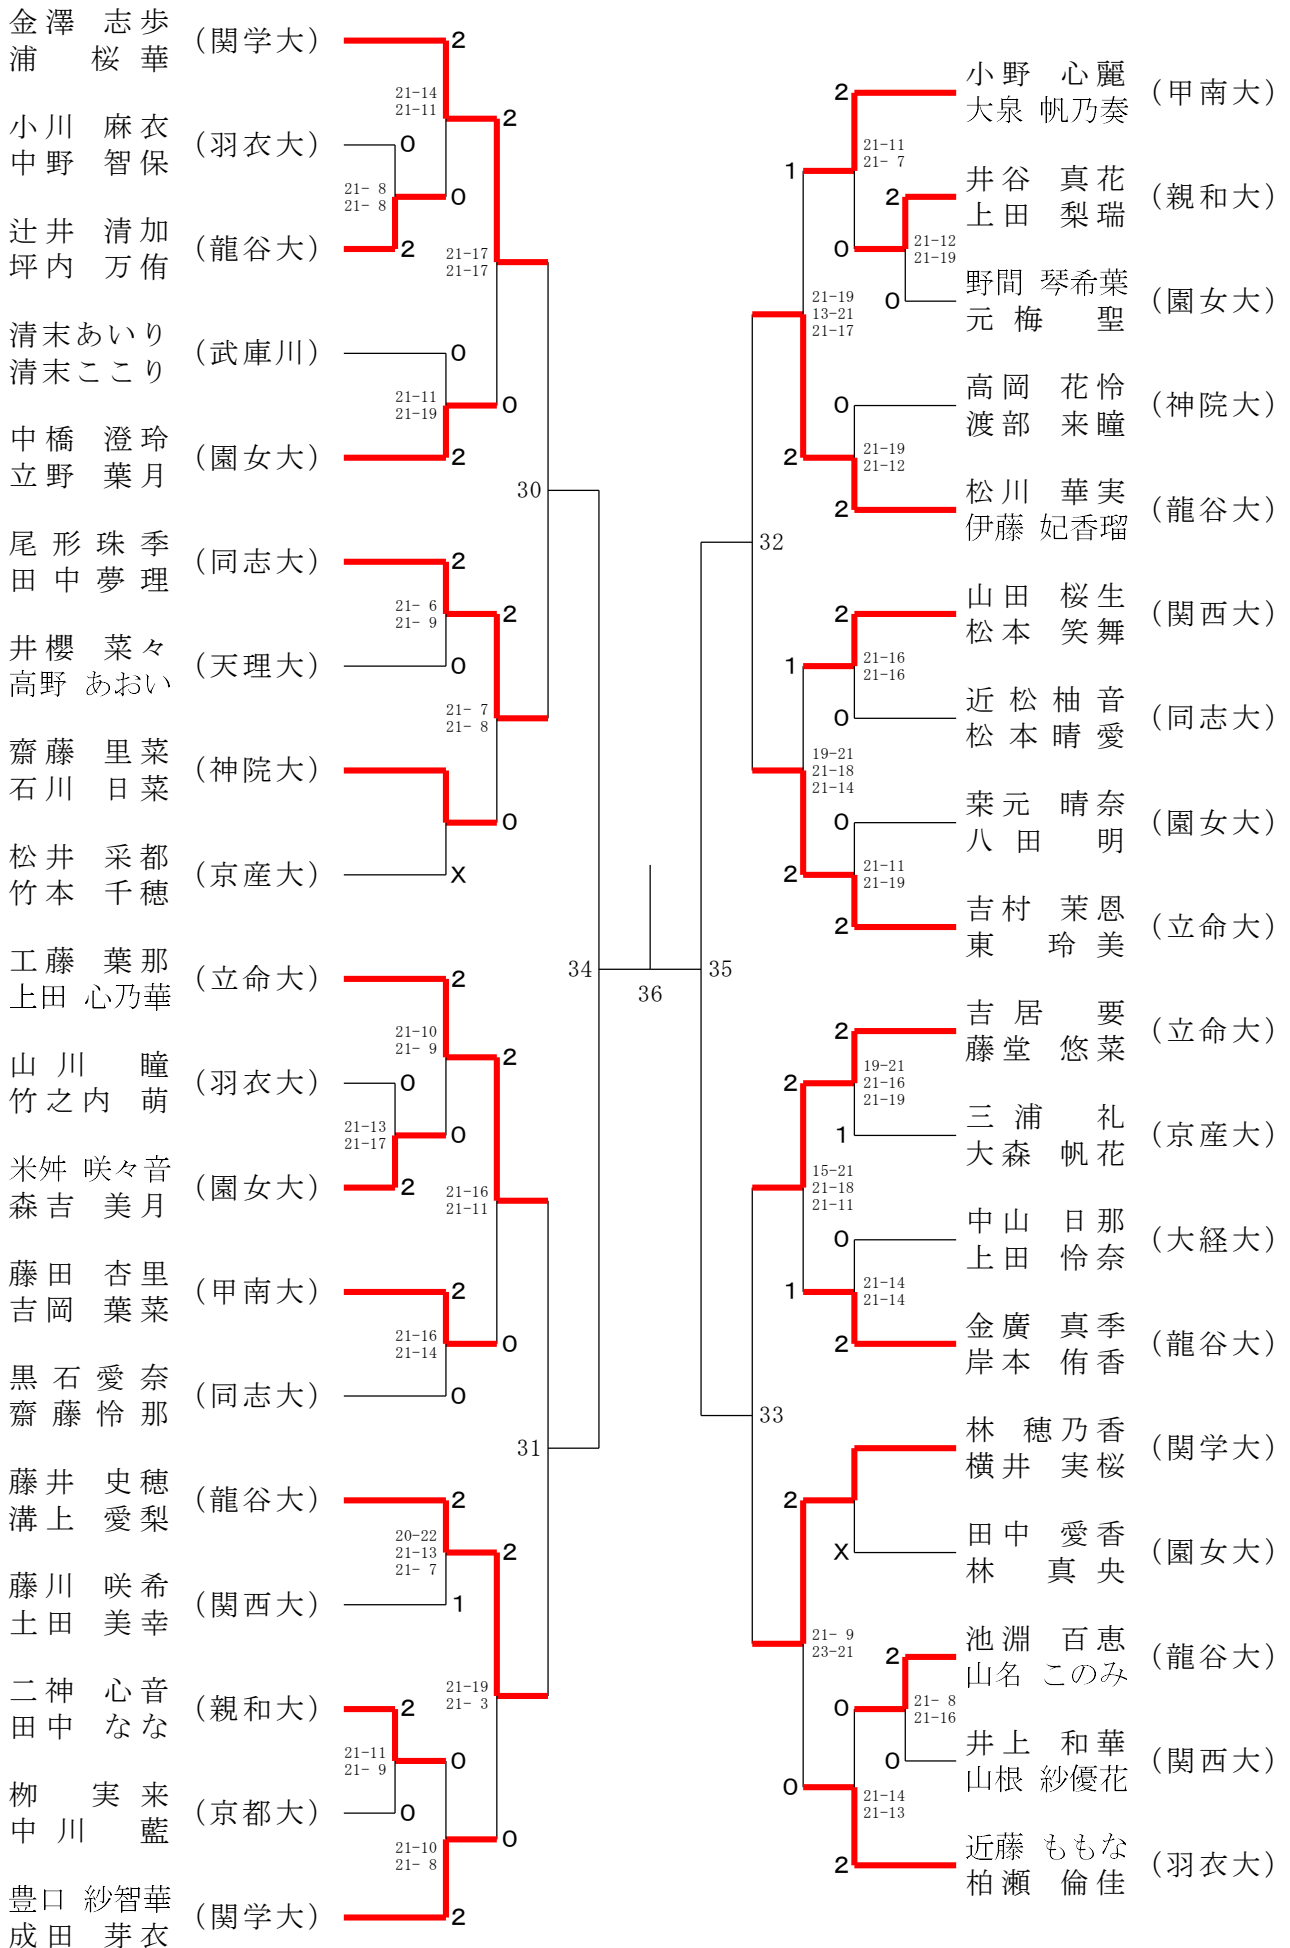 金澤 志歩
浦 桜華
(関学大)
2
21-14
21-11
2
小川 麻衣
中野 智保
(羽衣大)
0
21- 8
21- 8
0
辻井 清加
坪内 万侑
(龍谷大)
2
21-17
21-17
清末あいり
清末ここり
(武庫川)
0
21-11
21-19
0
中橋 澄玲
立野 葉月
(園女大)
2
30
尾形珠季
田中夢理
(同志大)
2
21- 6
21- 9
2
井櫻 菜々
高野 あおい
(天理大)
0
21- 7
21- 8
齋藤 里菜
石川 日菜
(神院大)
0
松井 采都
竹本 千穂
(京産大)
X
34
工藤 葉那
上田 心乃華
(立命大)
2
21-10
21- 9
2
山川 瞳
竹之内 萌
(羽衣大)
0
21-13
21-17
0
米舛 咲々音
森吉 美月
(園女大)
2
21-16
21-11
藤田 杏里
吉岡 葉菜
(甲南大)
2
21-16
21-14
0
黒石愛奈
齋藤怜那
(同志大)
0
31
藤井 史穂
溝上 愛梨
(龍谷大)
2
20-22
21-13
21- 7
2
藤川 咲希
土田 美幸
(関西大)
1
21-19
21- 3
二神 心音
田中 なな
(親和大)
2
21-11
21- 9
0
栁 実来
中川 藍
(京都大)
0
21-10
21- 8
0
豊口 紗智華
成田 芽衣
(関学大)
2
36
小野 心麗
大泉 帆乃奏
(甲南大)
2
21-11
21- 7
1
井谷 真花
上田 梨瑞
(親和大)
2
0
21-12
21-19
野間 琴希葉
元梅 聖
(園女大)
0
21-19
13-21
21-17
高岡 花怜
渡部 来瞳
(神院大)
0
21-19
21-12
2
松川 華実
伊藤 妃香瑠
(龍谷大)
2
32
山田 桜生
松本 笑舞
(関西大)
2
21-16
21-16
1
近松柚音
松本晴愛
(同志大)
0
19-21
21-18
21-14
桒元 晴奈
八田 明
(園女大)
0
21-11
21-19
2
吉村 茉恩
東 玲美
(立命大)
2
35
吉居 要
藤堂 悠菜
(立命大)
2
19-21
21-16
21-19
2
三浦 礼
大森 帆花
(京産大)
1
15-21
21-18
21-11
中山 日那
上田 怜奈
(大経大)
0
21-14
21-14
1
金廣 真季
岸本 侑香
(龍谷大)
2
33
林 穂乃香
横井 実桜
(関学大)
2
田中 愛香
林 真央
(園女大)
X
21- 9
23-21
池淵 百恵
山名 このみ
(龍谷大)
2
0
21- 8
21-16
井上 和華
山根 紗優花
(関西大)
0
0
21-14
21-13
近藤 ももな
柏瀬 倫佳
(羽衣大)
2